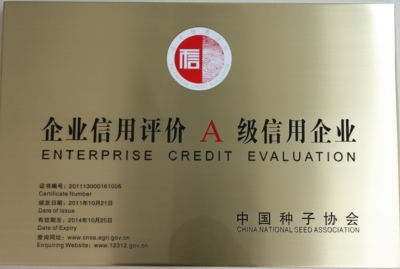 信
企业信用评价 A 级信用企业
ENTERPRISE CREDIT EVALUATION
证书编号：201113000161006
Certificate Number
颁发日期：2011年10月21日
Date of Issue
有效期至：2014年10月20日
Date of Expiry
查询网址：www.cnsa.agri.gov.cn
Enquiring Website：www.12312.gov.cn
中国种子协会
CHINA NATIONAL SEED ASSOCIATION